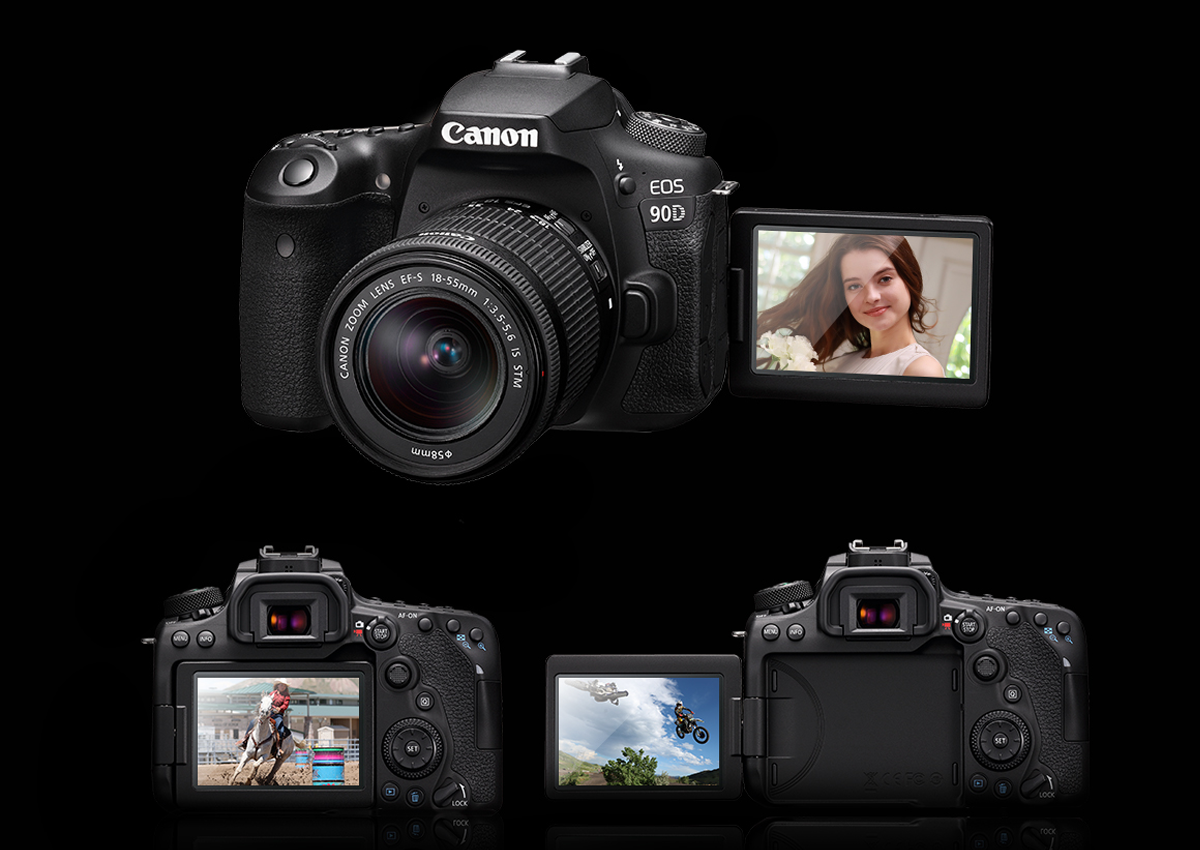 Canon
EOS
90D
CANON ZOOM LENS EF-S 18-55mm 1:3.5-5.6 IS STM
φ58mm
Canon
MENU
INFO
START
STOP
AF-ON
Q
SET
LOCK
MENU
INFO
START
STOP
AF-ON
Q
SET
LOCK